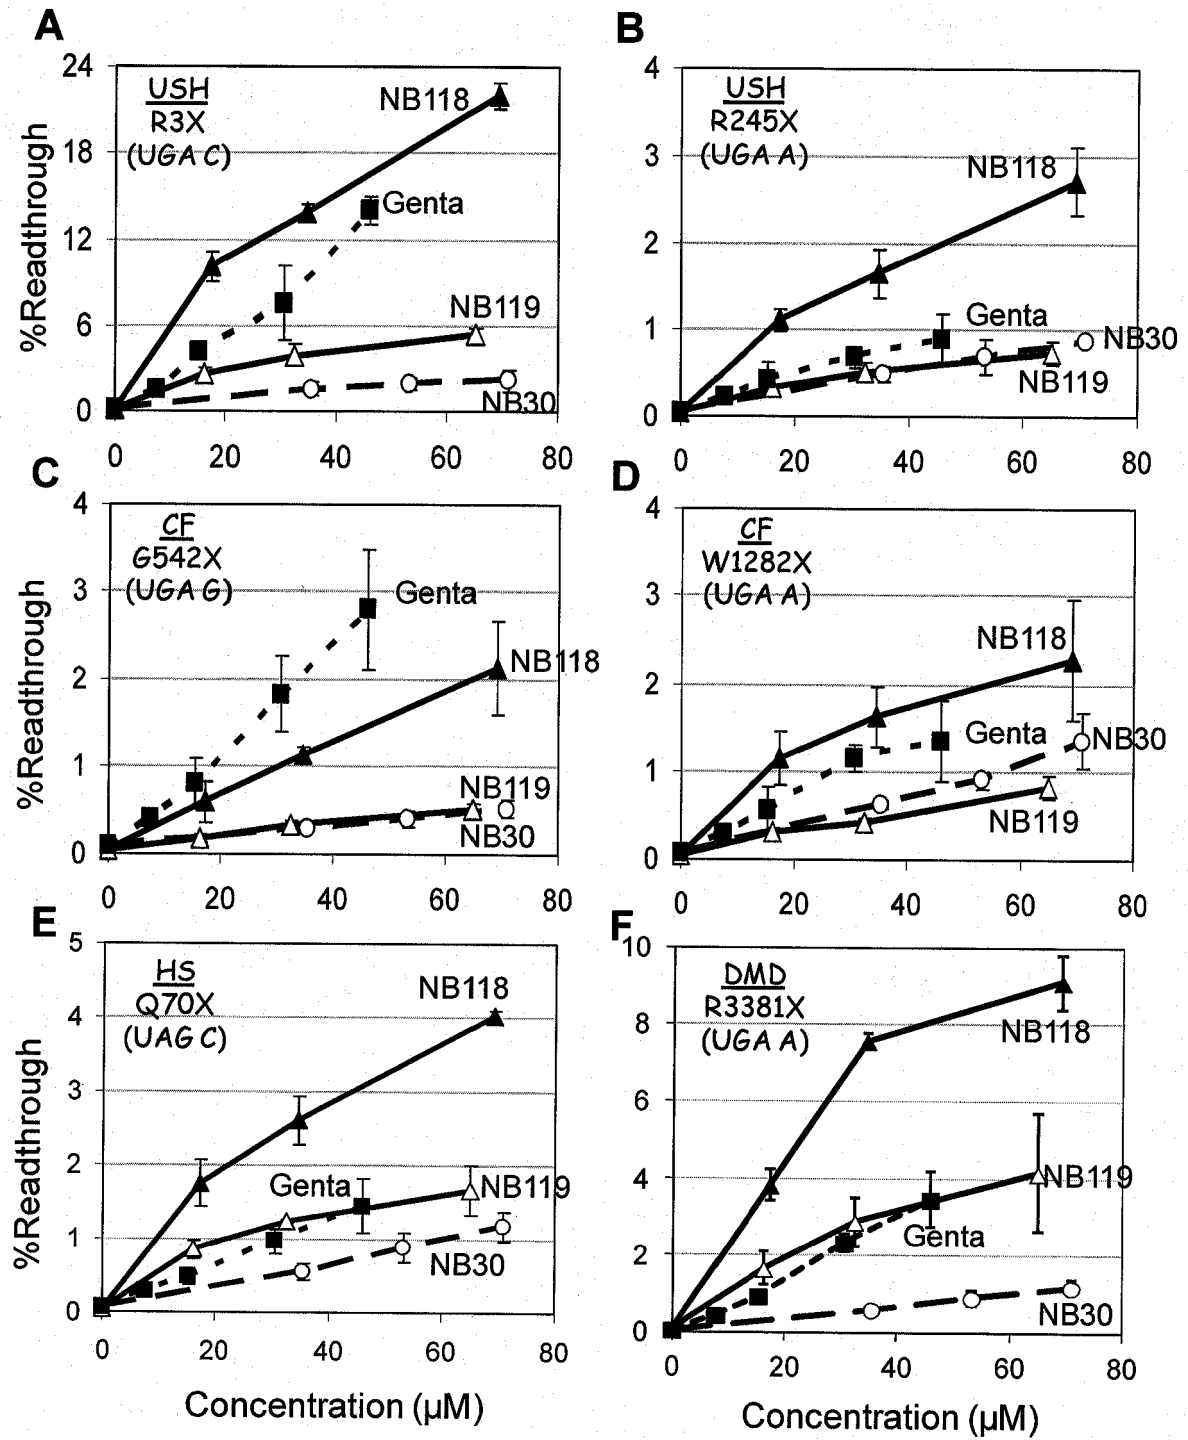 A
USH
R3X
(UGA C)
%Readthrough
24
18
12
6
0
0
20
40
60
80
NB118
Genta
NB119
NB30
B
USH
R245X
(UGA A)
4
3
2
1
0
0
20
40
60
80
NB118
Genta
NB30
NB119
C
CF
G542X
(UGA G)
%Readthrough
4
3
2
1
0
0
20
40
60
80
Genta
NB118
NB119
NB30
D
CF
W1282X
(UGA A)
4
3
2
1
0
0
20
40
60
80
NB118
Genta
NB30
NB119
E
HS
Q70X
(UAG C)
%Readthrough
5
4
3
2
1
0
0
20
40
60
80
NB118
Genta
NB119
NB30
Concentration (µM)
F
DMD
R3381X
(UGA A)
10
8
6
4
2
0
0
20
40
60
80
NB118
NB119
Genta
NB30
Concentration (µM)